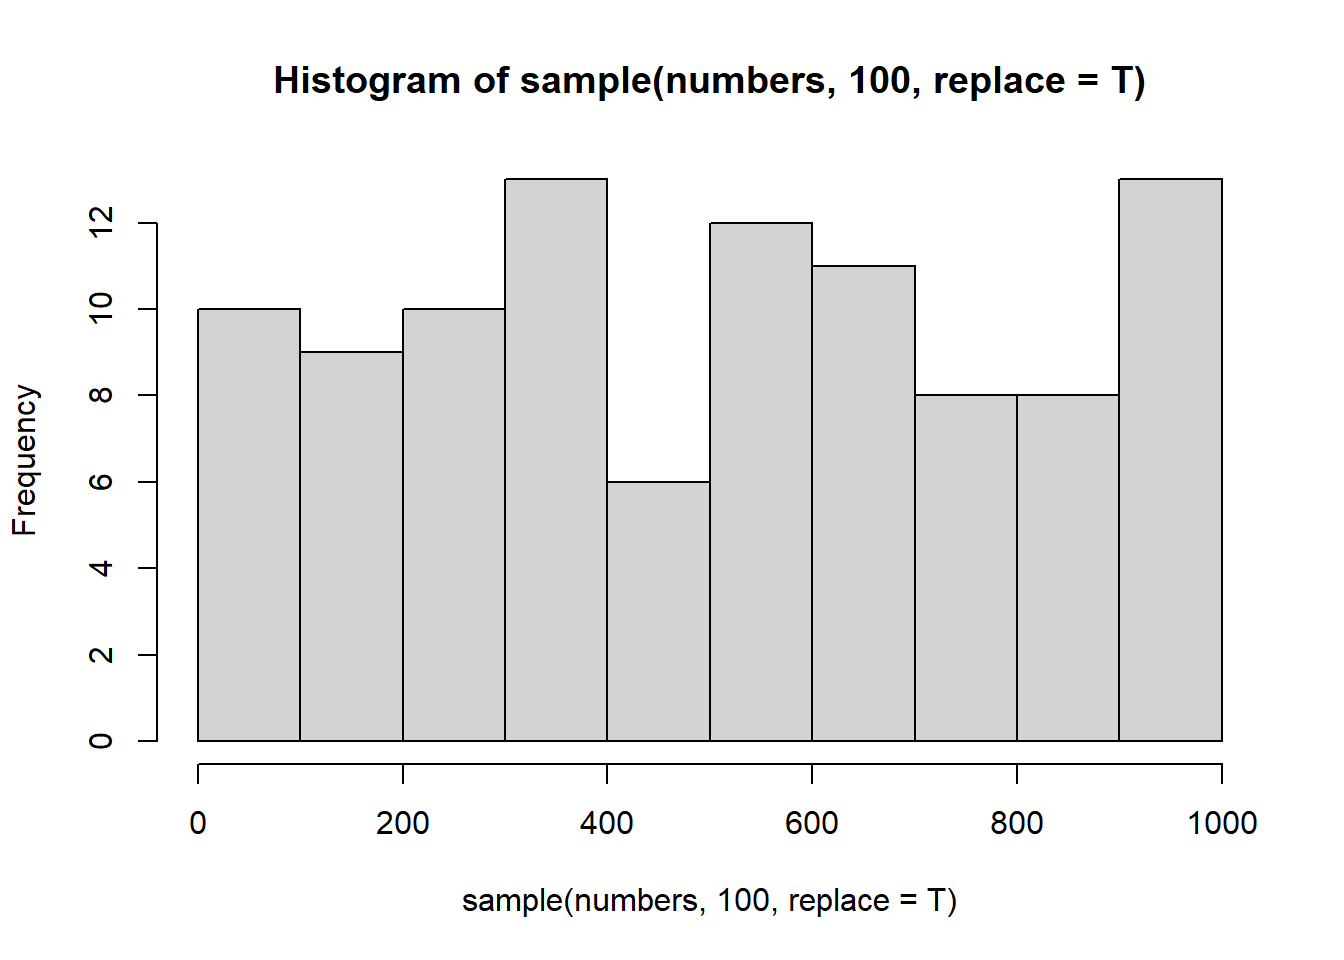 Histogram of sample(numbers, 100, replace = T)
Frequency
12
10
8
6
4
2
0
0 200 400 600 800 1000
sample(numbers, 100, replace = T)